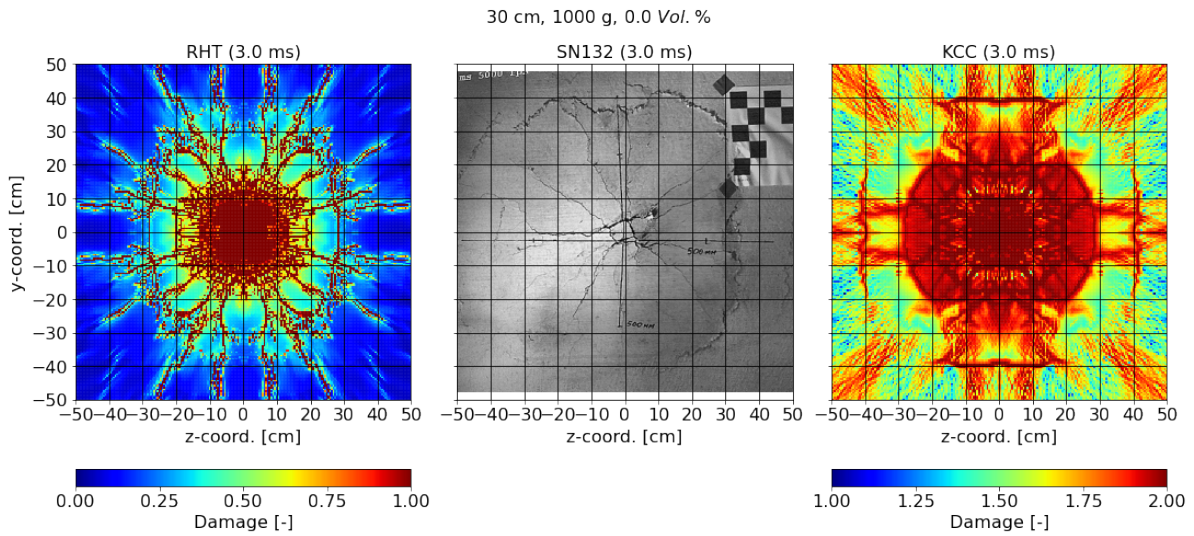 30 cm, 1000 g, 0.0 Vol. %
RHT (3.0 ms)
SN132 (3.0 ms)
KCC (3.0 ms)
y-coord. [cm]
50
40
30
20
10
0
−10
−20
−30
−40
−50
−50 −40 −30 −20 −10 0 10 20 30 40 50
z-coord. [cm]
ms 5000
500
500
−50 −40 −30 −20 −10 0 10 20 30 40 50
z-coord. [cm]
−50 −40 −30 −20 −10 0 10 20 30 40 50
z-coord. [cm]
0.00 0.25 0.50 0.75 1.00
Damage [-]
1.00 1.25 1.50 1.75 2.00
Damage [-]